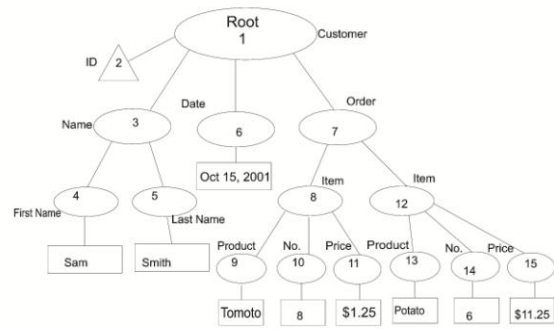 Root
1
Customer
ID
2
Name
3
Date
6
Order
7
4
First Name
5
Last Name
Oct 15, 2001
Item
8
Item
12
Sam
Smith
Product
9
No.
10
Price
11
Product
13
No.
14
Price
15
Tomoto
8
$1.25
Potato
6
$11.25